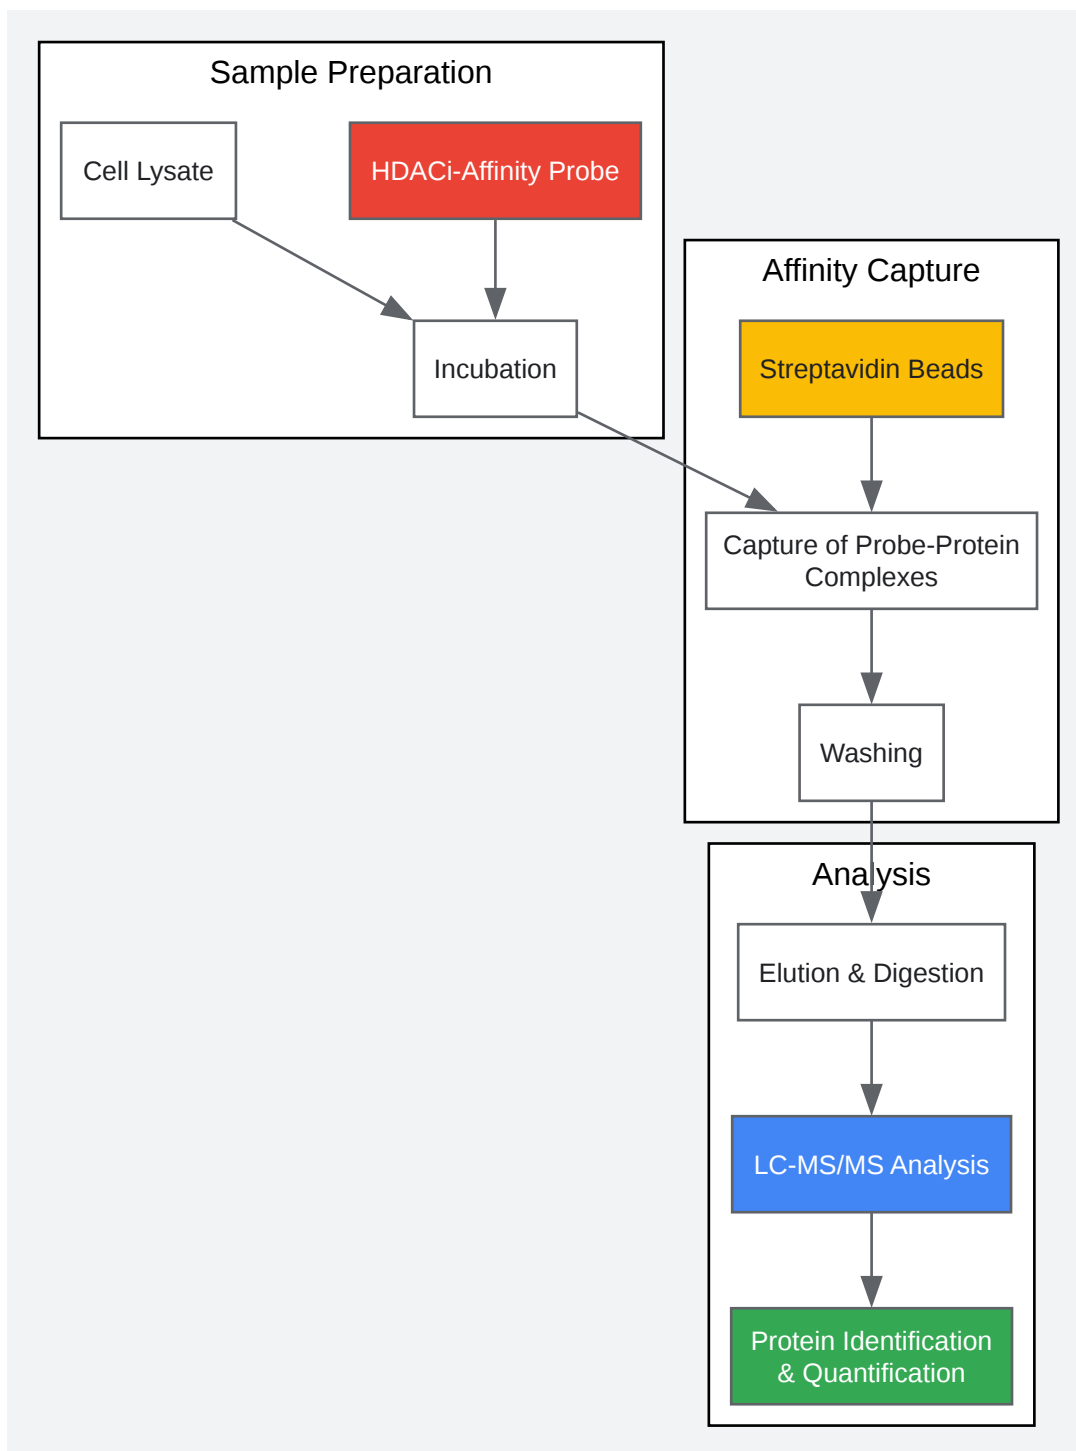 Sample Preparation
Cell Lysate
HDACi-Affinity Probe
Incubation
Affinity Capture
Streptavidin Beads
Capture of Probe-Protein
Complexes
Washing
Analysis
Elution & Digestion
LC-MS/MS Analysis
Protein Identification
& Quantification